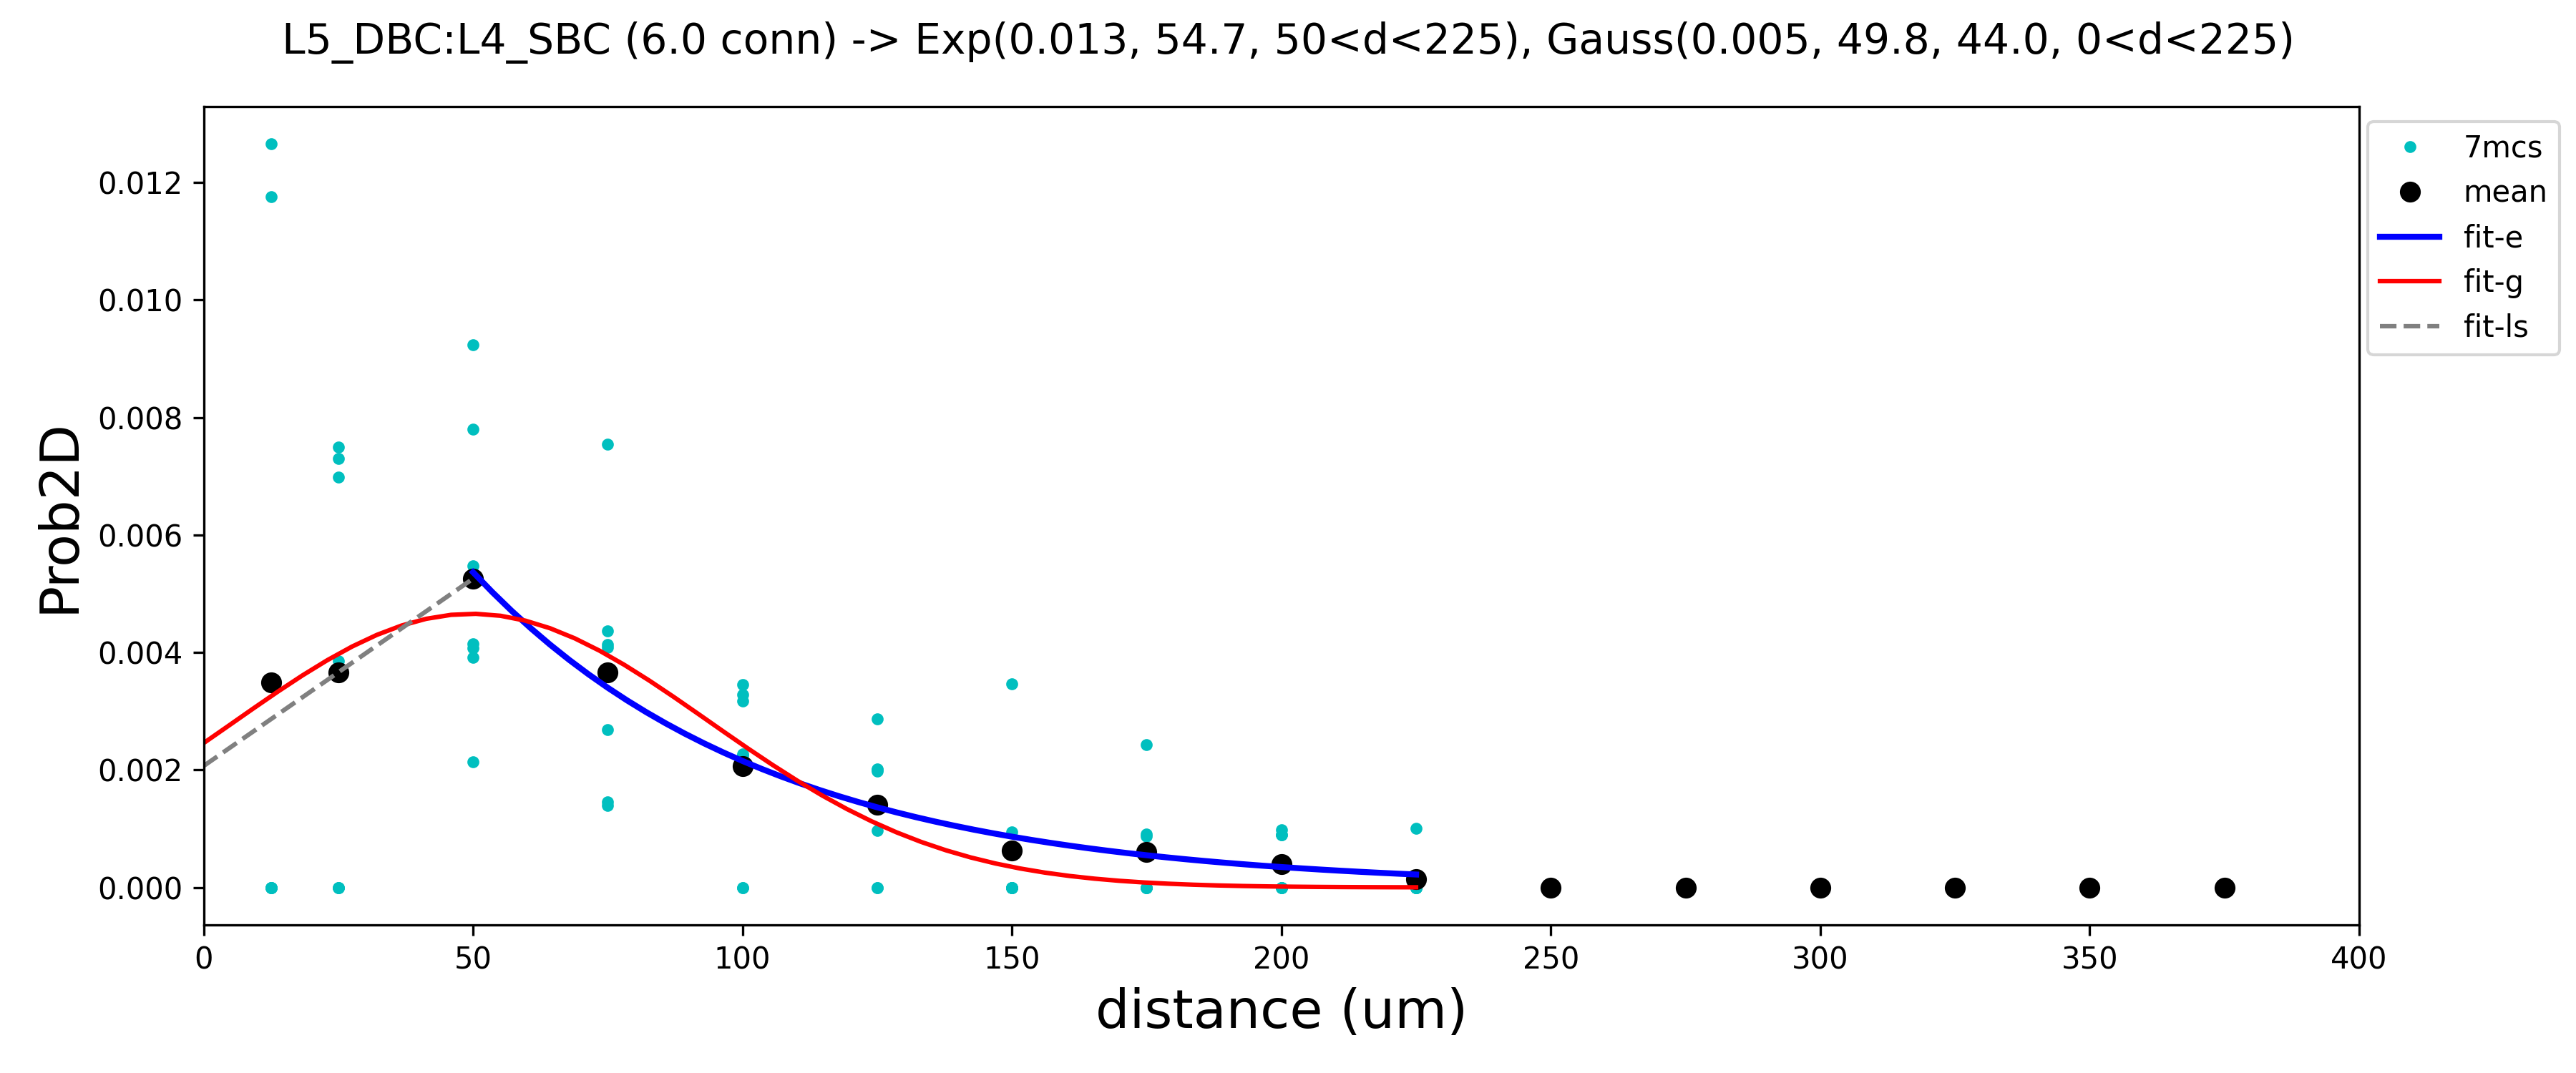 L5_DBC:L4_SBC (6.0 conn) -> Exp(0.013, 54.7, 50<d<225), Gauss(0.005, 49.8, 44.0, 0<d<225)
7mcs
mean
fit-e
fit-g
fit-ls
Prob2D
0.012
0.010
0.008
0.006
0.004
0.002
0.000
0 50 100 150 200 250 300 350 400
distance (um)